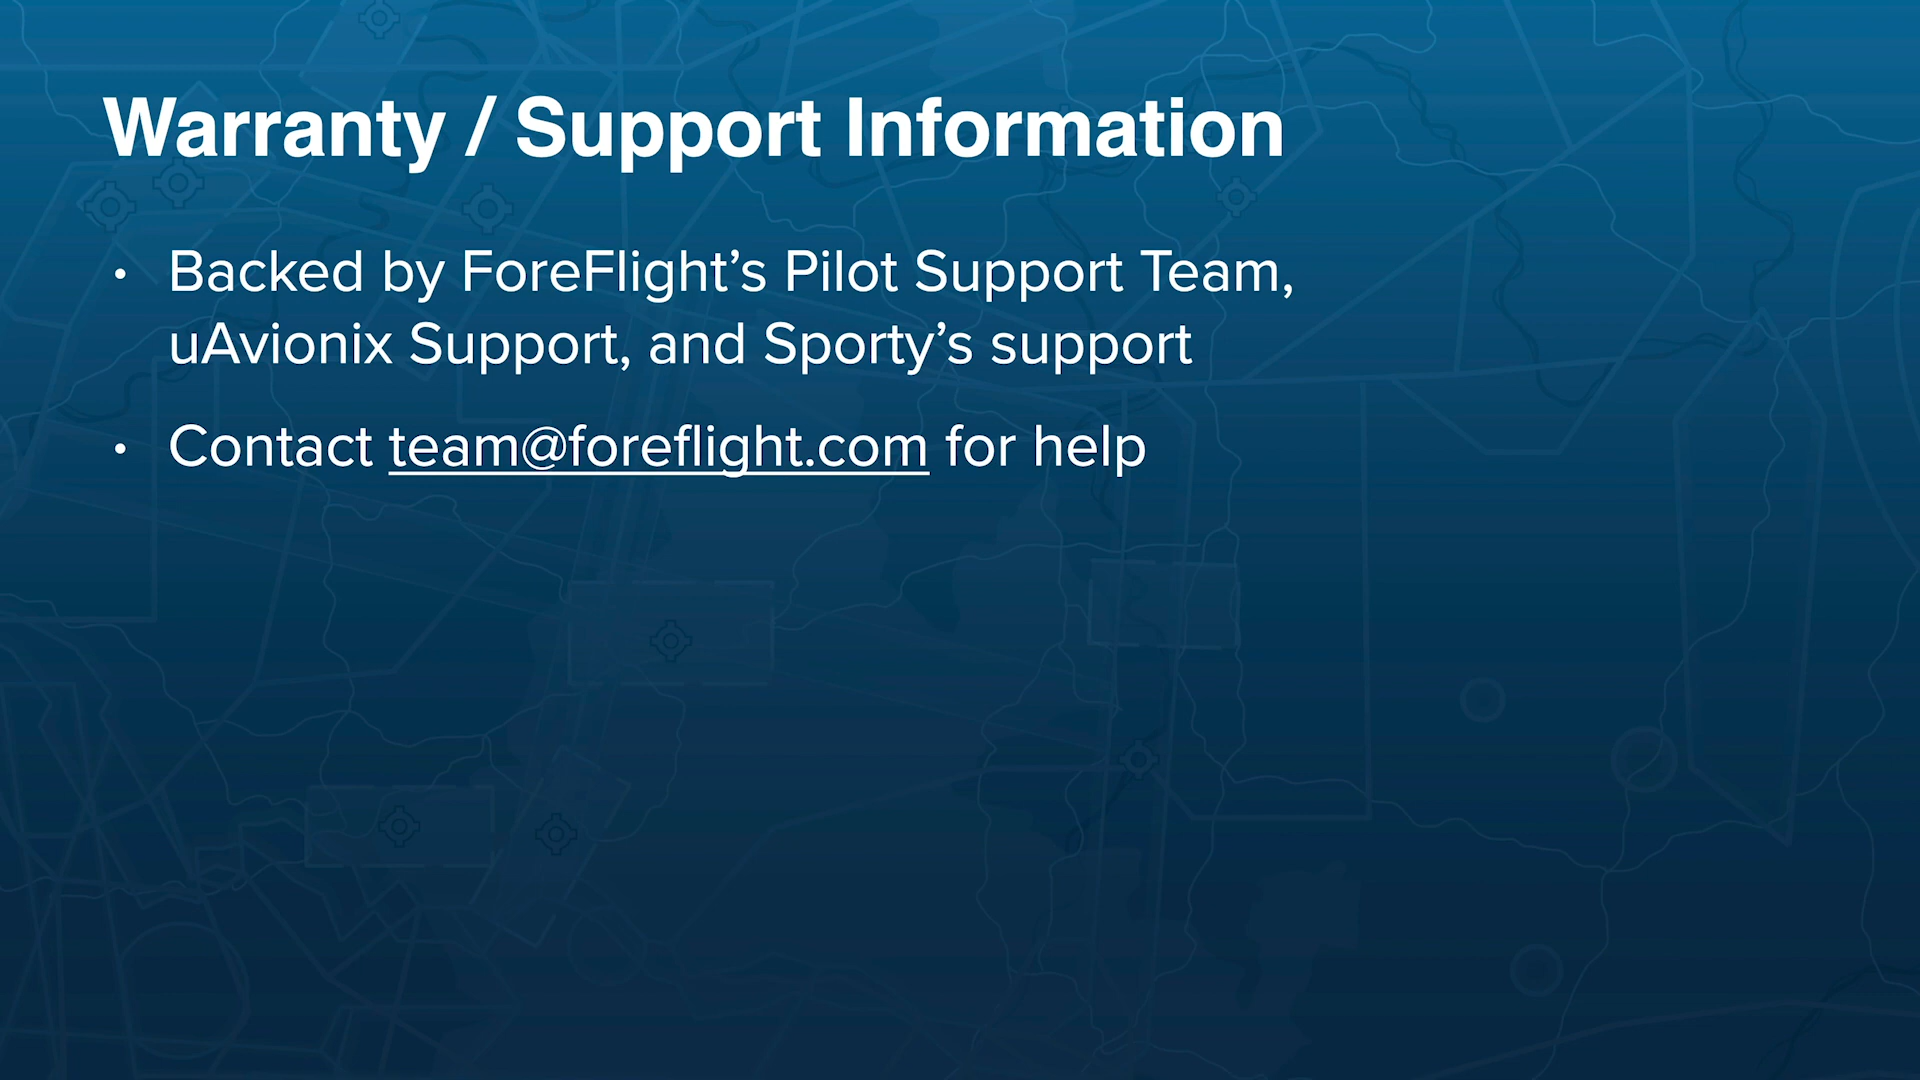 Warranty / Support Information
• Backed by ForeFlight’s Pilot Support Team,
uAvionix Support, and Sporty’s support
• Contact team@foreflight.com for help